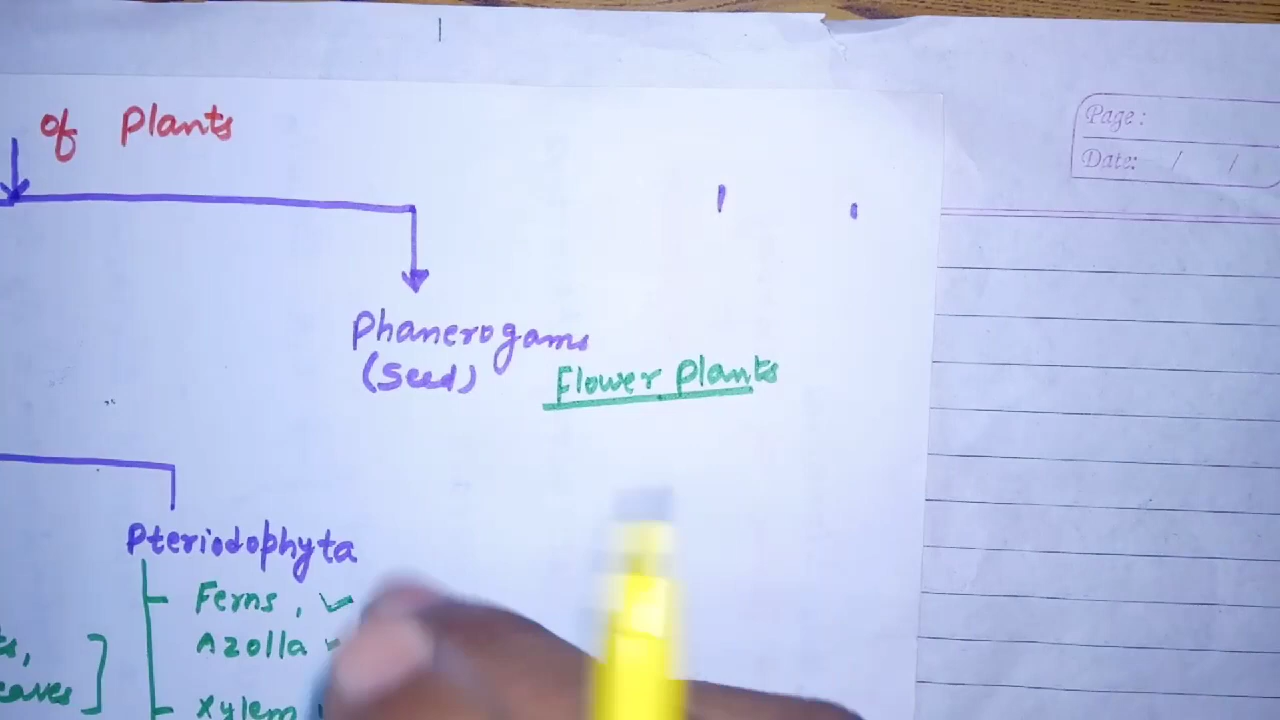 of Plants
Page:
Date: / /
Phanerogams
(Seed)
Flower Plants
Pteriodophyta
Ferns,
Azolla
Xylem